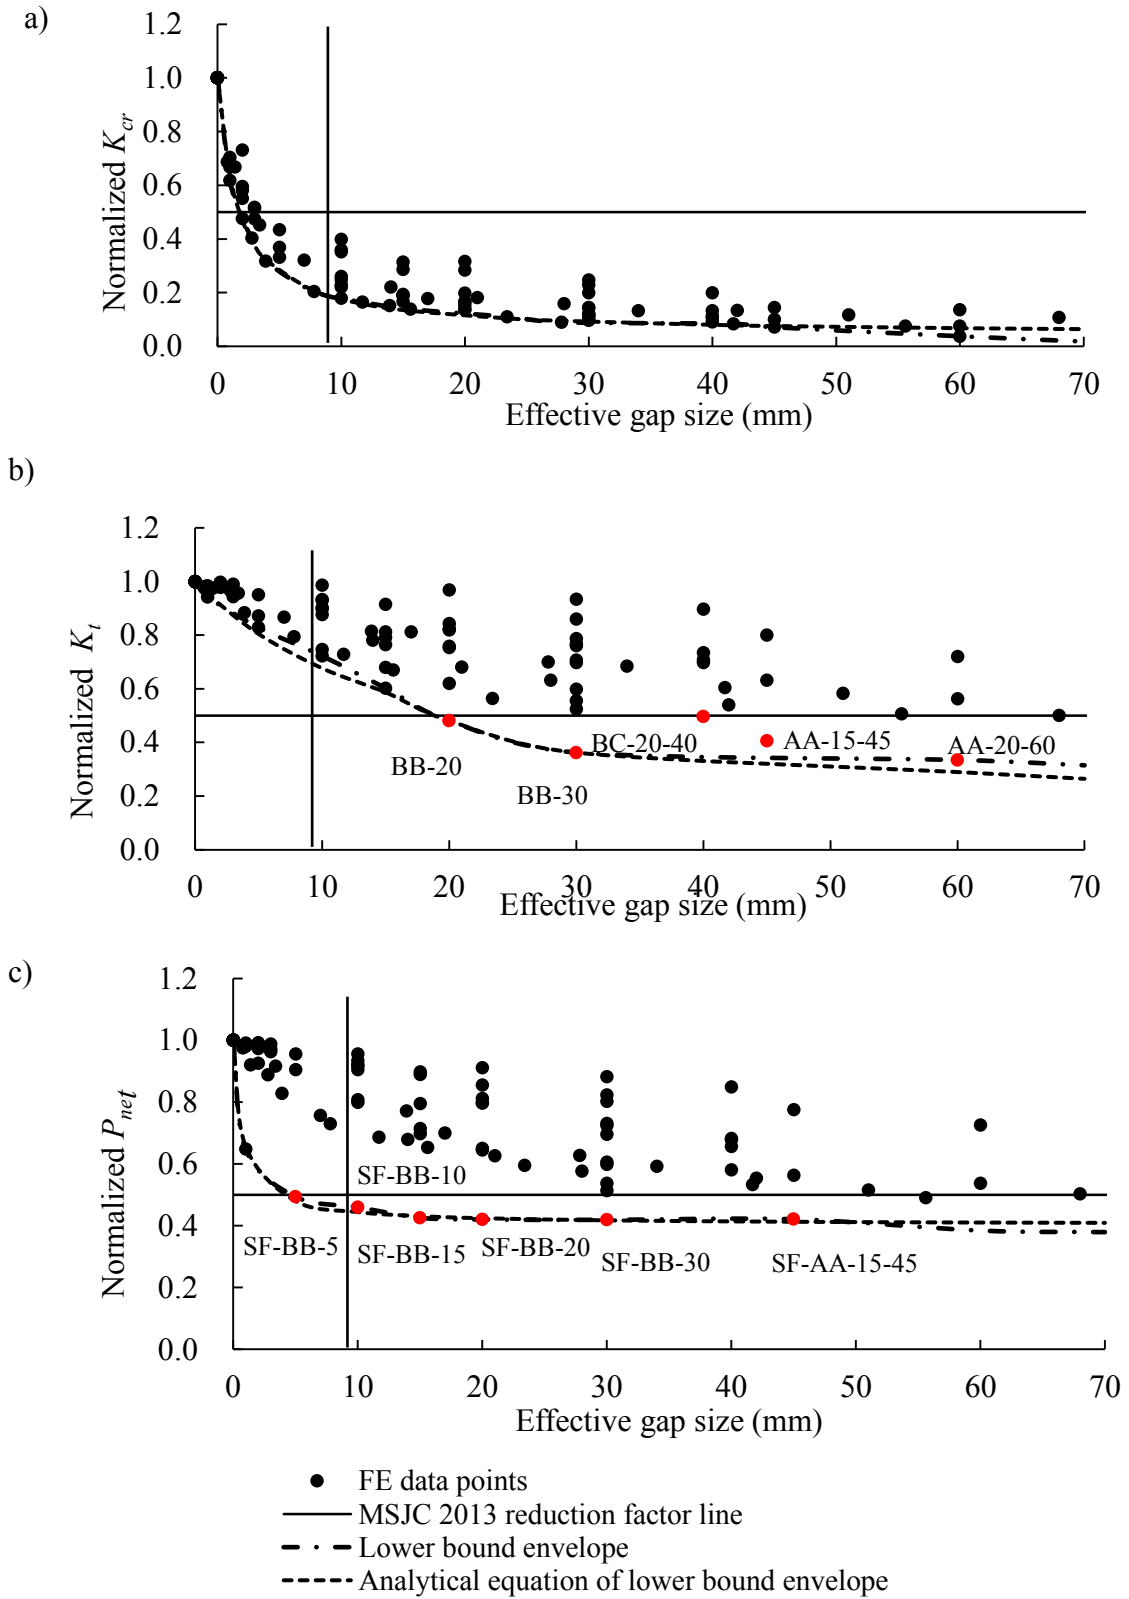 a)
1.2
1.0
0.8
0.6
0.4
0.2
0.0
Normalized K_cr
0 10 20 30 40 50 60 70
Effective gap size (mm)
b)
1.2
1.0
0.8
0.6
0.4
0.2
0.0
Normalized K_t
BB-20
BB-30
BC-20-40
AA-15-45
AA-20-60
0 10 20 30 40 50 60 70
Effective gap size (mm)
c)
1.2
1.0
0.8
0.6
0.4
0.2
0.0
Normalized P_net
SF-BB-10
SF-BB-5
SF-BB-15
SF-BB-20
SF-BB-30
SF-AA-15-45
0 10 20 30 40 50 60 70
Effective gap size (mm)
FE data points
MSJC 2013 reduction factor line
Lower bound envelope
Analytical equation of lower bound envelope